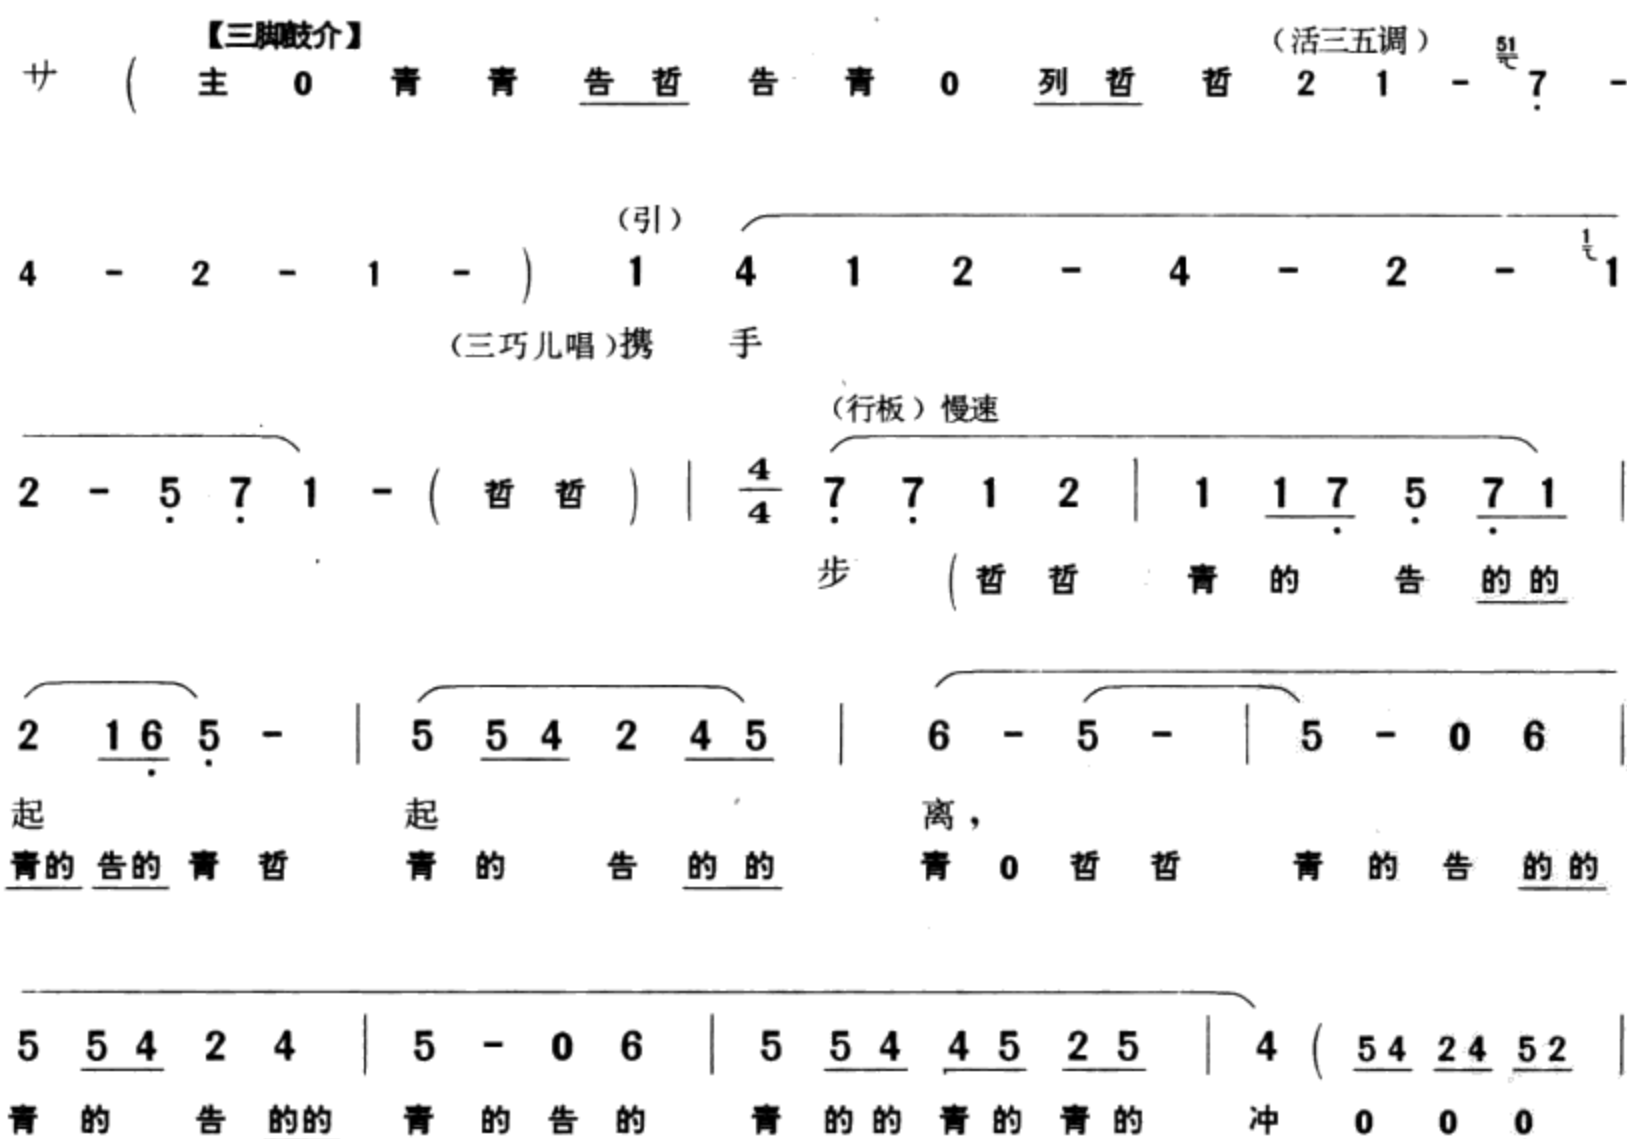 【三脚鼓介】 （活三五调） 51
サ （ 主 0 青 青 告 哲 告 青 0 列 哲 哲 2 1 - 7 -
（引） 1
4 - 2 - 1 - ） 1 4 1 2 - 4 - 2 - 1
（三巧儿唱）携 手
（行板）慢速
2 - 5 7 1 - （ 哲 哲 ） | 4/4 7 7 1 2 | 1 1 7 5 7 1 |
步 （哲 哲 青 的 告 的 的
2 1 6 5 - | 5 5 4 2 4 5 | 6 - 5 - | 5 - 0 6 |
起 起 离，
青 的 告 的 青 哲 青 的 告 的 的 青 0 哲 哲 青 的 告 的 的
5 5 4 2 4 | 5 - 0 6 | 5 5 4 4 5 2 5 | 4 （ 5 4 2 4 5 2 |
青 的 告 的 的 青 的 告 的 青 的 的 青 的 青 的 冲 0 0 0